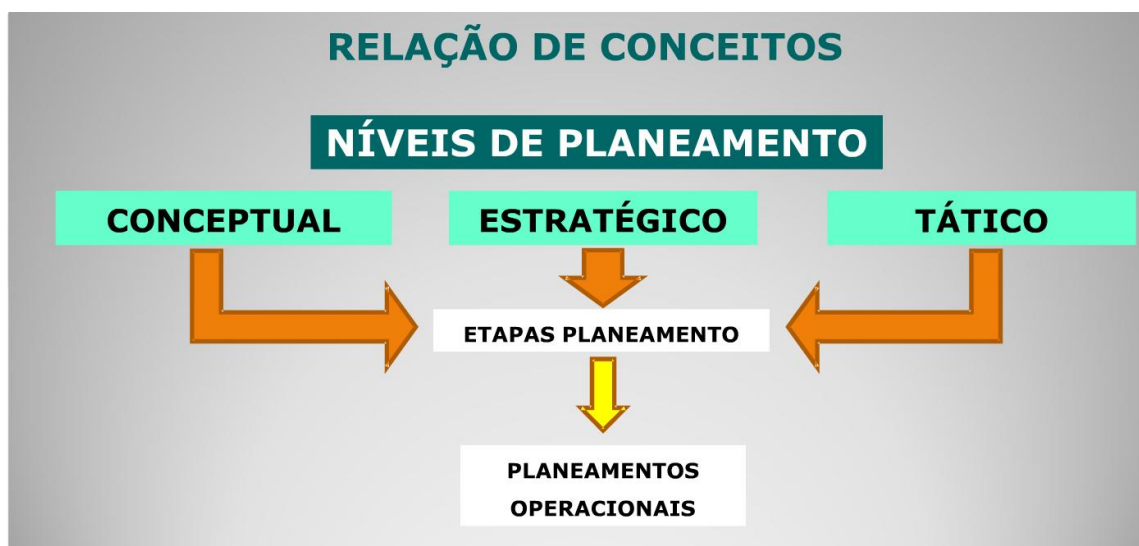 RELAÇÃO DE CONCEITOS
NÍVEIS DE PLANEAMENTO
CONCEPTUAL
ESTRATÉGICO
TÁTICO
ETAPAS PLANEAMENTO
PLANEAMENTOS
OPERACIONAIS